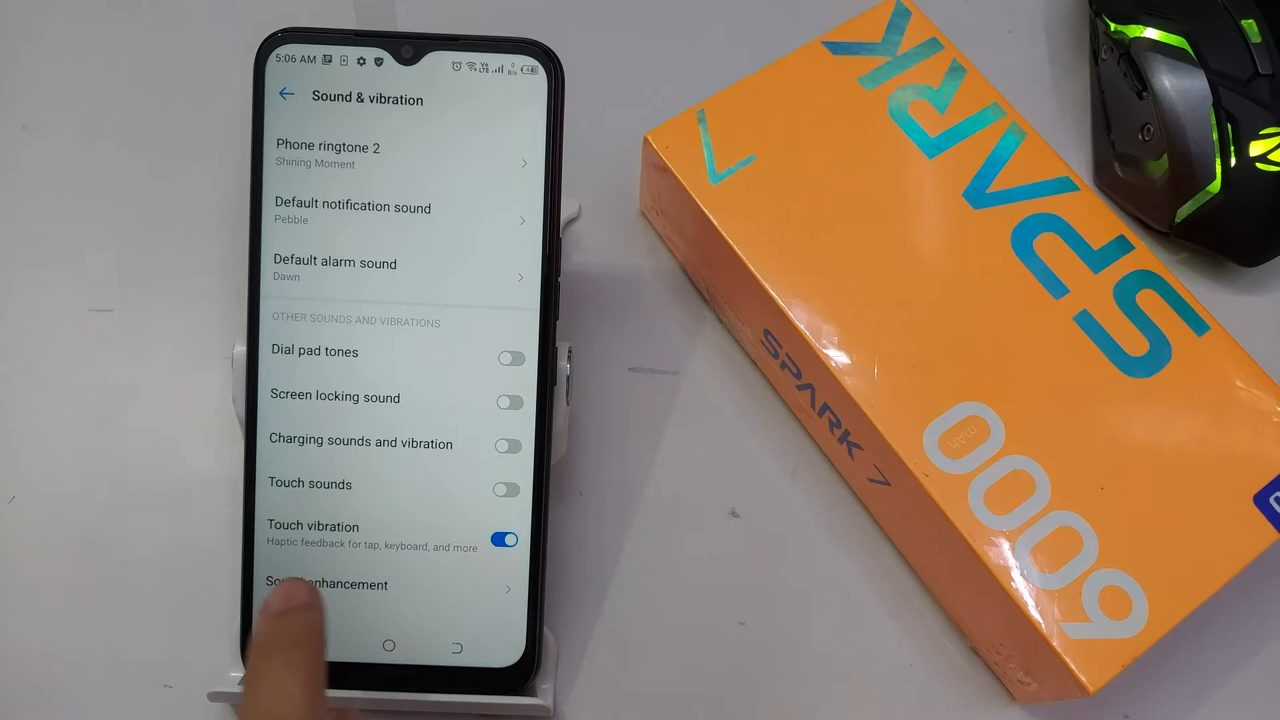 5:06 AM
Sound & vibration
Phone ringtone 2
Shining Moment
Default notification sound
Pebble
Default alarm sound
Dawn
OTHER SOUNDS AND VIBRATIONS
Dial pad tones
Screen locking sound
Charging sounds and vibration
Touch sounds
Touch vibration
Haptic feedback for tap, keyboard, and more
enhancement
SPARK 7
SPARK 7
6000
mAh